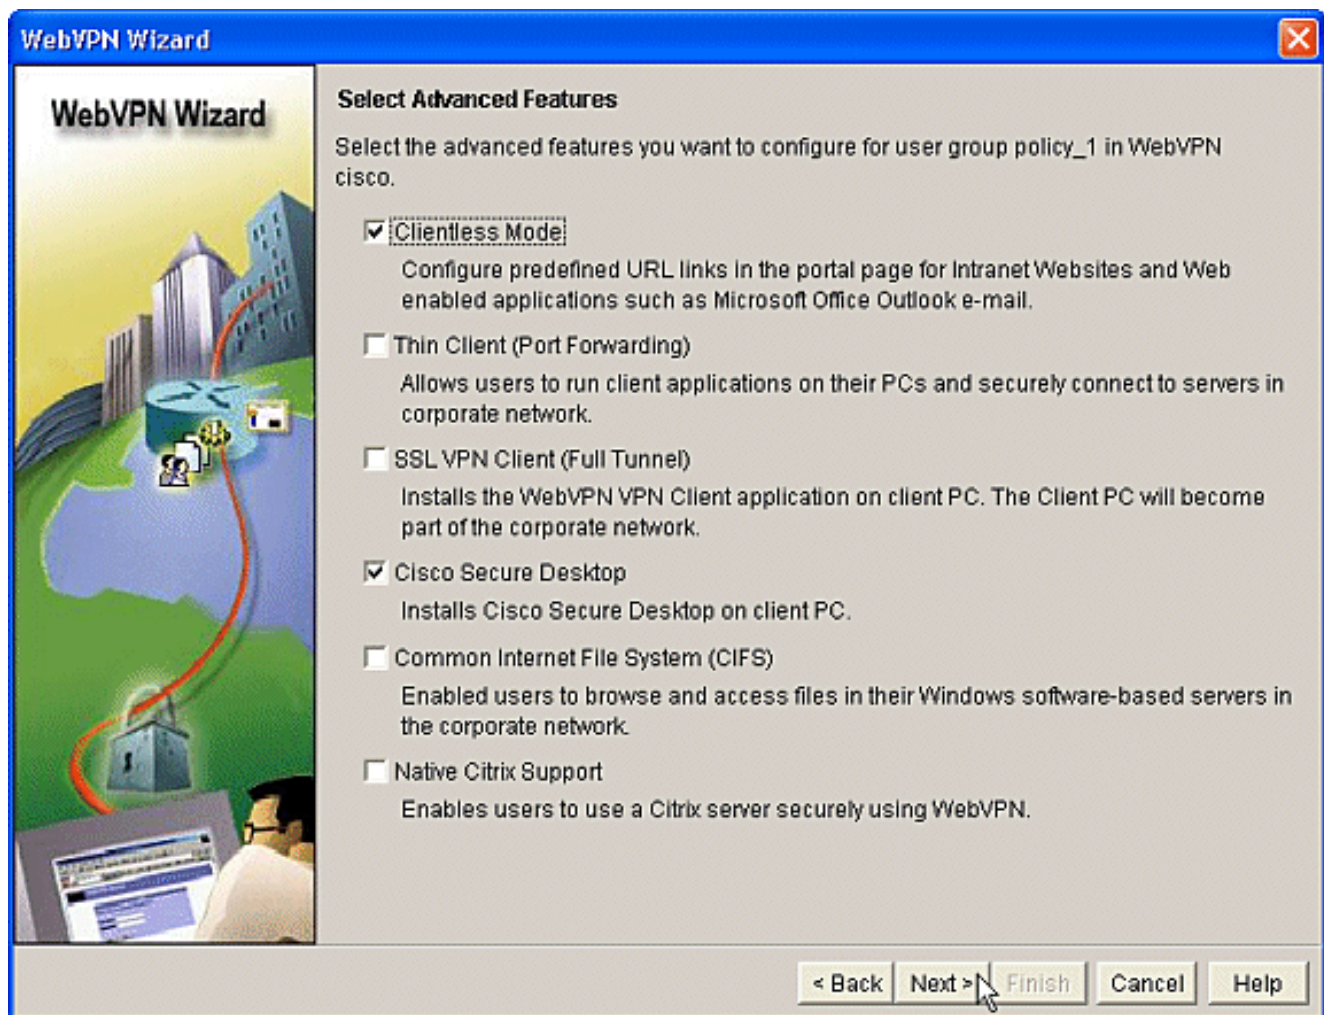 WebVPN Wizard
WebVPN Wizard
Select Advanced Features
Select the advanced features you want to configure for user group policy_1 in WebVPN
cisco.
Clientless Mode
Configure predefined URL links in the portal page for Intranet Websites and Web
enabled applications such as Microsoft Office Outlook e-mail.
Thin Client (Port Forwarding)
Allows users to run client applications on their PCs and securely connect to servers in
corporate network.
SSL VPN Client (Full Tunnel)
Installs the WebVPN VPN Client application on client PC. The Client PC will become
part of the corporate network.
Cisco Secure Desktop
Installs Cisco Secure Desktop on client PC.
Common Internet File System (CIFS)
Enabled users to browse and access files in their Windows software-based servers in
the corporate network.
Native Citrix Support
Enables users to use a Citrix server securely using WebVPN.
< Back Next > Finish Cancel Help